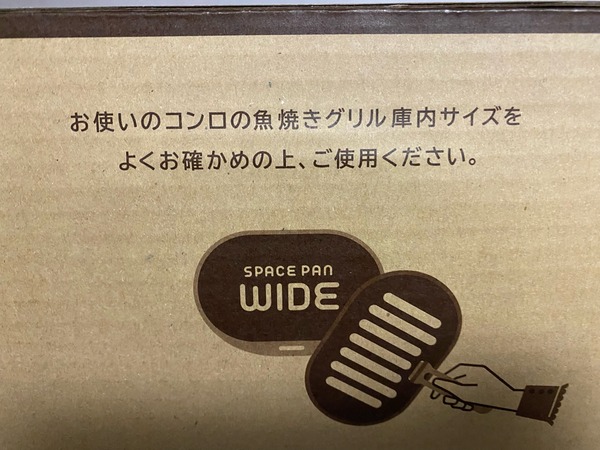 お使いのコンロの魚焼きグリル庫内サイズを
よくお確かめの上、ご使用ください。
SPACE PAN
WIDE